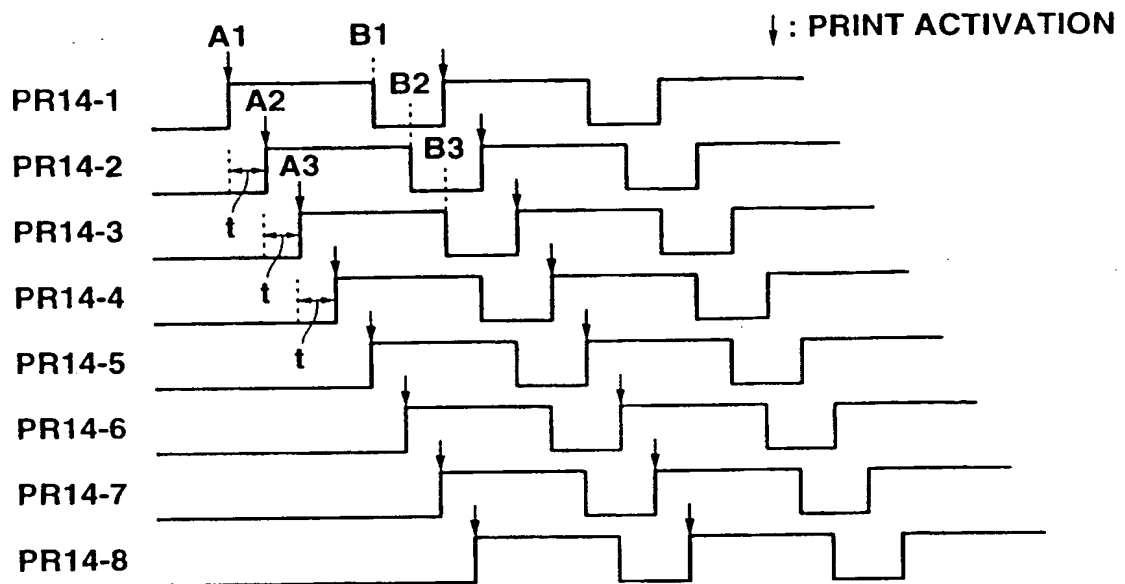 ↓: PRINT ACTIVATION
A1
B1
PR14-1
A2
B2
PR14-2
A3
B3
t
PR14-3
t
PR14-4
t
PR14-5
PR14-6
PR14-7
PR14-8